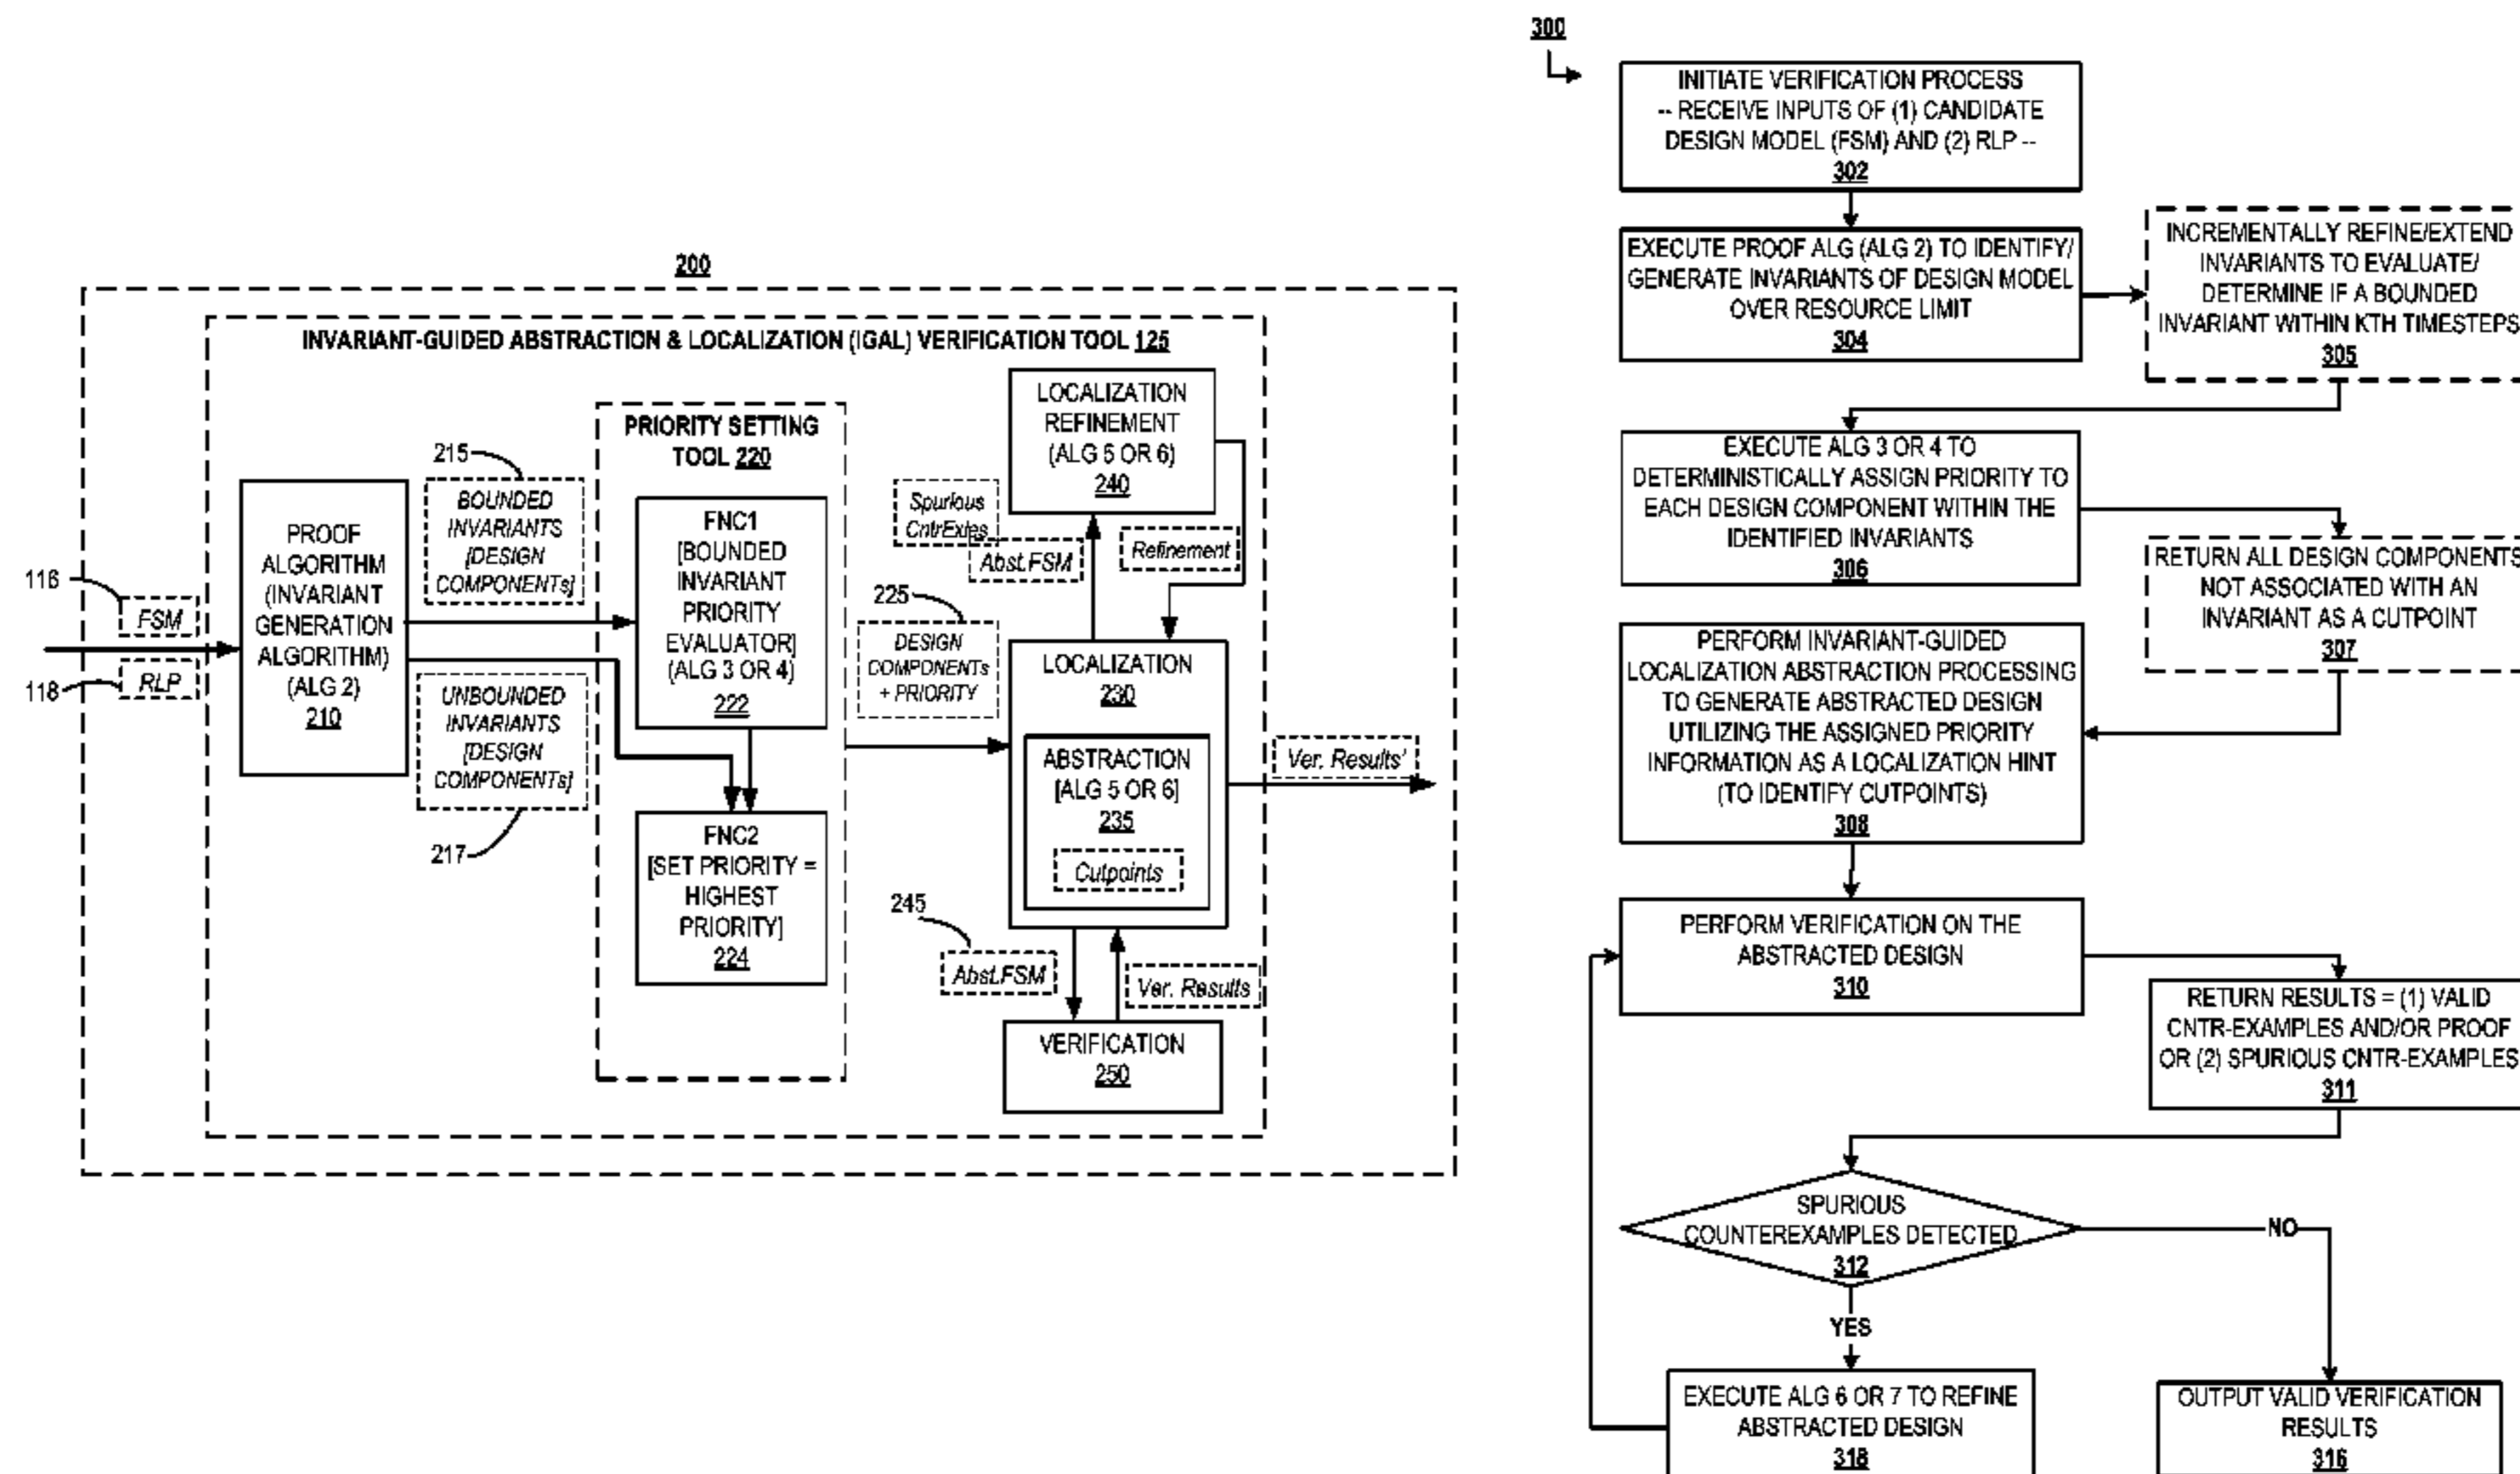 200
INVARIANT-GUIDED ABSTRACTION & LOCALIZATION (IGAL) VERIFICATION TOOL 125
116
FSM
118
RLP
PROOF
ALGORITHM
(INVARIANT
GENERATION
ALGORITHM)
(ALG 2)
210
215
BOUNDED
INVARIANTS
[DESIGN
COMPONENTs]
UNBOUNDED
INVARIANTS
[DESIGN
COMPONENTs]
217
PRIORITY SETTING
TOOL 220
FNC1
[BOUNDED
INVARIANT
PRIORITY
EVALUATOR]
(ALG 3 OR 4)
222
FNC2
[SET PRIORITY =
HIGHEST
PRIORITY]
224
225
DESIGN
COMPONENTs
+ PRIORITY
LOCALIZATION
REFINEMENT
(ALG 5 OR 6)
240
Spurious
CntrExles
Abst.FSM
Refinement
LOCALIZATION
230
ABSTRACTION
[ALG 5 OR 6]
235
Cutpoints
Ver. Results'
245
Abst.FSM
Ver. Results
VERIFICATION
250
300
INITIATE VERIFICATION PROCESS
-- RECEIVE INPUTS OF (1) CANDIDATE
DESIGN MODEL (FSM) AND (2) RLP --
302
EXECUTE PROOF ALG (ALG 2) TO IDENTIFY/
GENERATE INVARIANTS OF DESIGN MODEL
OVER RESOURCE LIMIT
304
INCREMENTALLY REFINE/EXTEND
INVARIANTS TO EVALUATE/
DETERMINE IF A BOUNDED
INVARIANT WITHIN KTH TIMESTEPS
305
EXECUTE ALG 3 OR 4 TO
DETERMINISTICALLY ASSIGN PRIORITY TO
EACH DESIGN COMPONENT WITHIN THE
IDENTIFIED INVARIANTS
306
RETURN ALL DESIGN COMPONENTS
NOT ASSOCIATED WITH AN
INVARIANT AS A CUTPOINT
307
PERFORM INVARIANT-GUIDED
LOCALIZATION ABSTRACTION PROCESSING
TO GENERATE ABSTRACTED DESIGN
UTILIZING THE ASSIGNED PRIORITY
INFORMATION AS A LOCALIZATION HINT
(TO IDENTIFY CUTPOINTS)
308
PERFORM VERIFICATION ON THE
ABSTRACTED DESIGN
310
RETURN RESULTS = (1) VALID
CNTR-EXAMPLES AND/OR PROOF
OR (2) SPURIOUS CNTR-EXAMPLES
311
SPURIOUS
COUNTEREXAMPLES DETECTED
312
NO
YES
EXECUTE ALG 6 OR 7 TO REFINE
ABSTRACTED DESIGN
318
OUTPUT VALID VERIFICATION
RESULTS
316